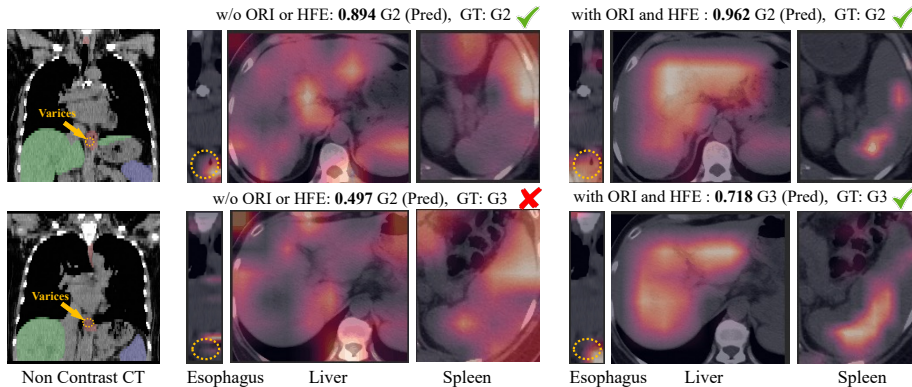 w/o ORI or HFE: 0.894 G2 (Pred), GT: G2
with ORI and HFE : 0.962 G2 (Pred), GT: G2
Varices
w/o ORI or HFE: 0.497 G2 (Pred), GT: G3
with ORI and HFE : 0.718 G3 (Pred), GT: G3
Varices
Non Contrast CT
Esophagus
Liver
Spleen
Esophagus
Liver
Spleen